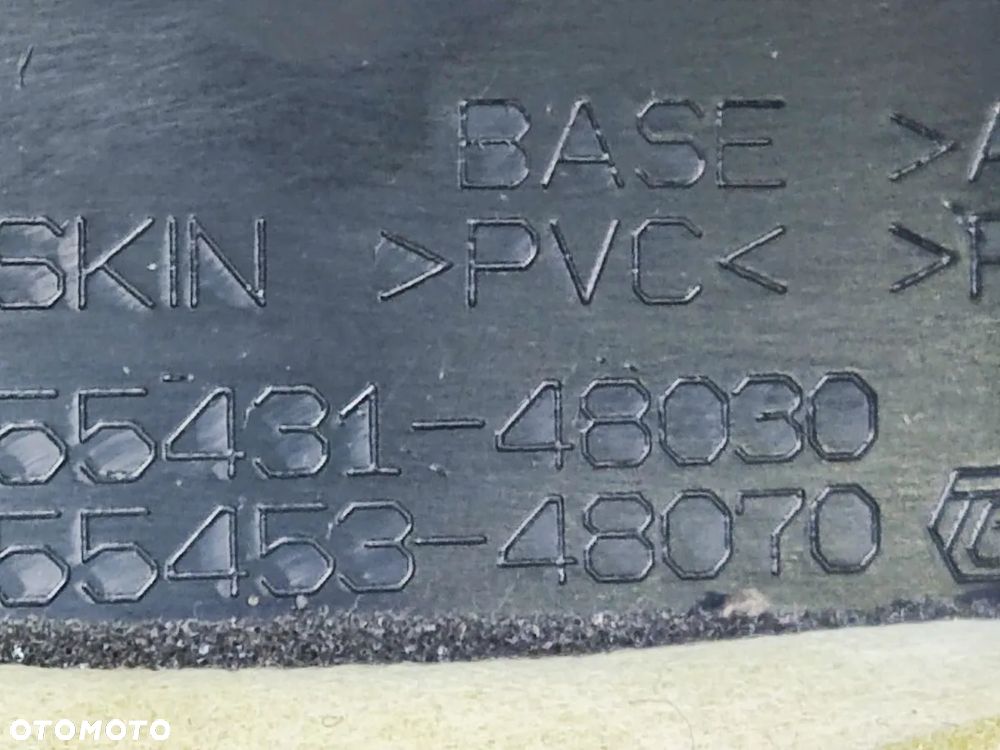 BASE >A
SKIN >PVC< >P
55431-48030
55453-48070
OTOMOTO